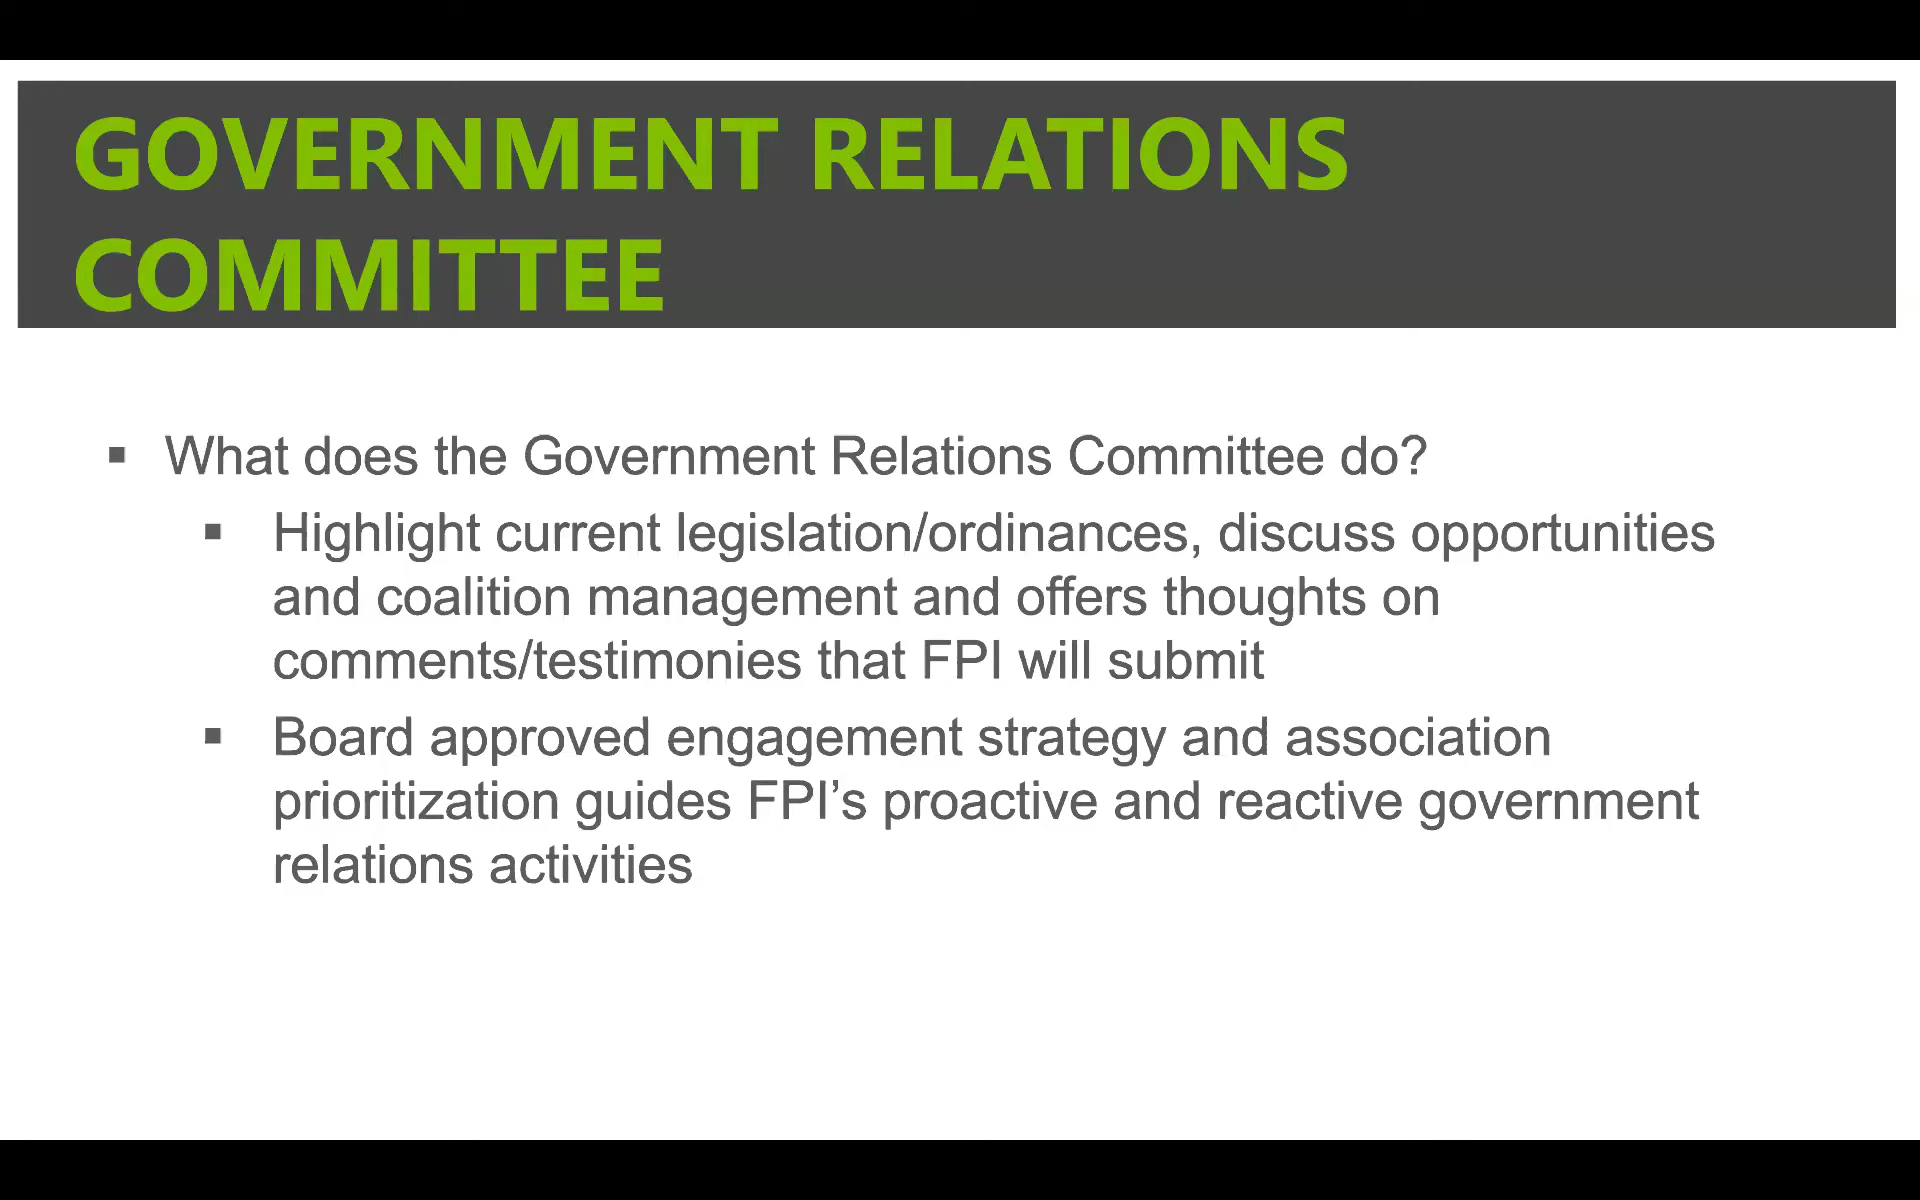 GOVERNMENT RELATIONS
COMMITTEE
▪ What does the Government Relations Committee do?
▪ Highlight current legislation/ordinances, discuss opportunities
and coalition management and offers thoughts on
comments/testimonies that FPI will submit
▪ Board approved engagement strategy and association
prioritization guides FPI’s proactive and reactive government
relations activities